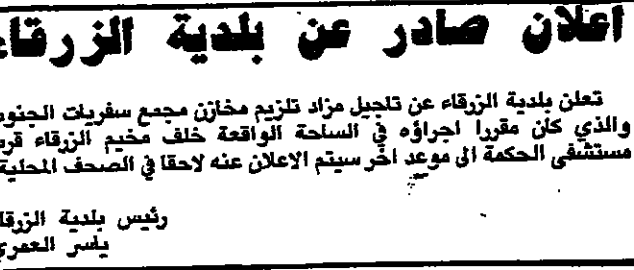 اعلان صادر عن بلدية الزرقاء
تعلن بلدية الزرقاء عن تاجيل مزاد تلزيم مخازن مجمع سفريات الجنوب
والذي كان مقررا اجراؤه في الساحة الواقعة خلف مخيم الزرقاء قرب
مستشفى الحكمة الى موعد اخر سيتم الاعلان عنه لاحقا في الصحف المحلية
رئيس بلدية الزرقاء
ياسر العمري